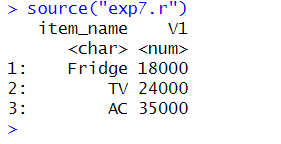 > source("exp7.r")
   item_name    V1
      <char> <num>
1:    Fridge 18000
2:        TV 24000
3:        AC 35000
>